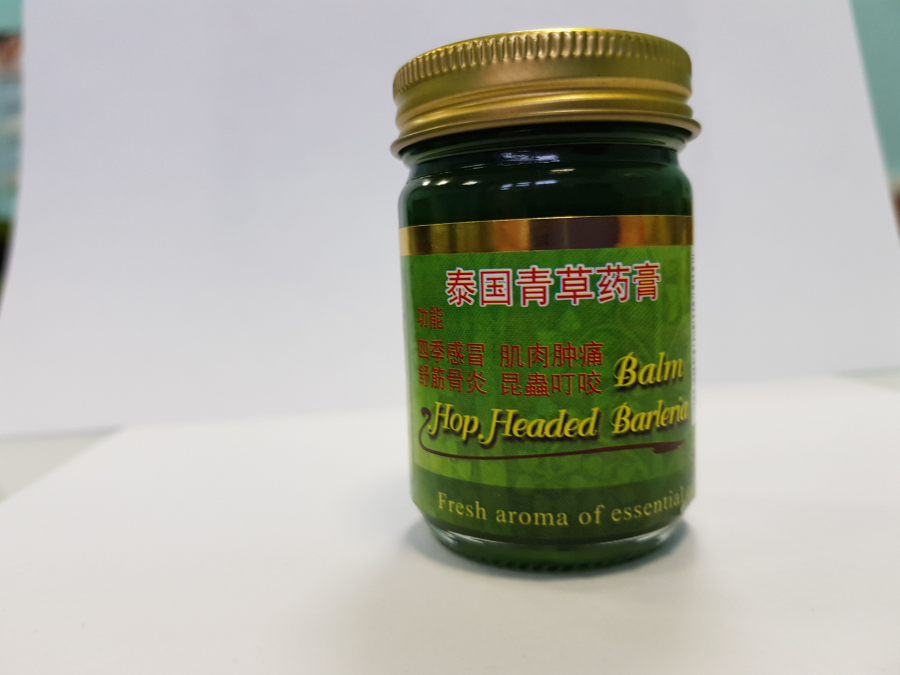 泰国青草药膏
功能
四季感冒 肌肉肿痛
舒筋骨炎 昆蟲叮咬
Balm
Hop Headed Barleria
Fresh aroma of essential